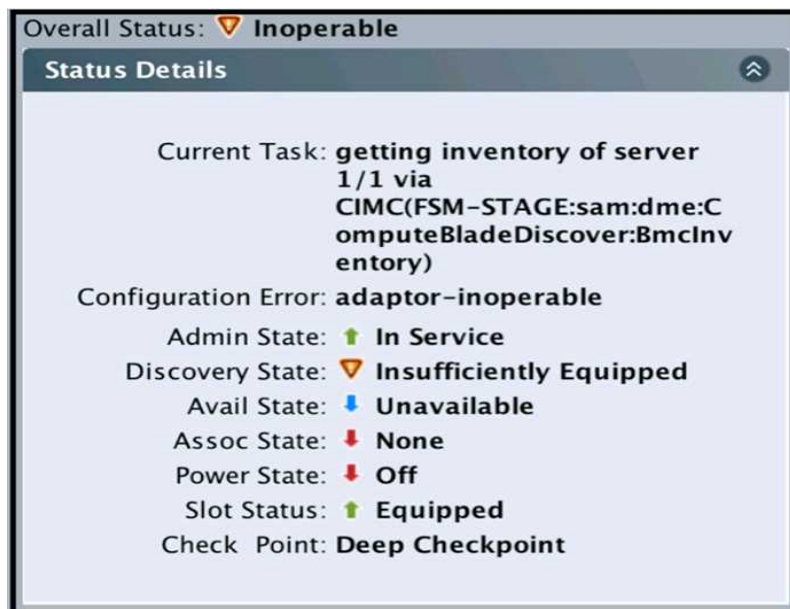 Overall Status: Inoperable
Status Details
Current Task: getting inventory of server
1/1 via
CIMC(FSM-STAGE:sam:dme:C
omputeBladeDiscover:BmcInv
entory)
Configuration Error: adaptor-inoperable
Admin State: In Service
Discovery State: Insufficiently Equipped
Avail State: Unavailable
Assoc State: None
Power State: Off
Slot Status: Equipped
Check Point: Deep Checkpoint